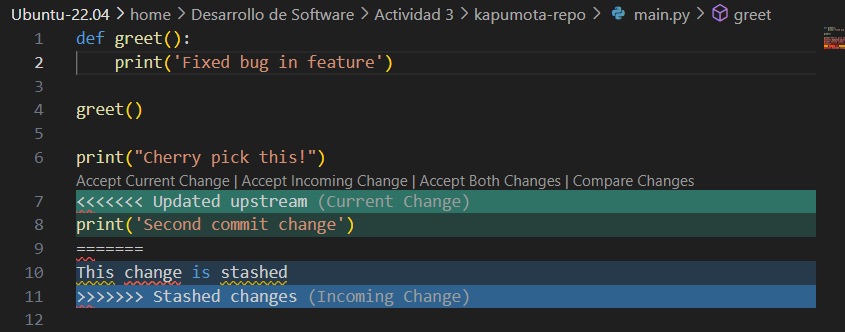 Ubuntu-22.04 > home > Desarrollo de Software > Actividad 3 > kapumota-repo > main.py > greet
1 def greet():
2     print('Fixed bug in feature')
3
4 greet()
5
6 print("Cherry pick this!")
Accept Current Change | Accept Incoming Change | Accept Both Changes | Compare Changes
7 <<<<<<< Updated upstream (Current Change)
8 print('Second commit change')
9 =======
10 This change is stashed
11 >>>>>>> Stashed changes (Incoming Change)
12